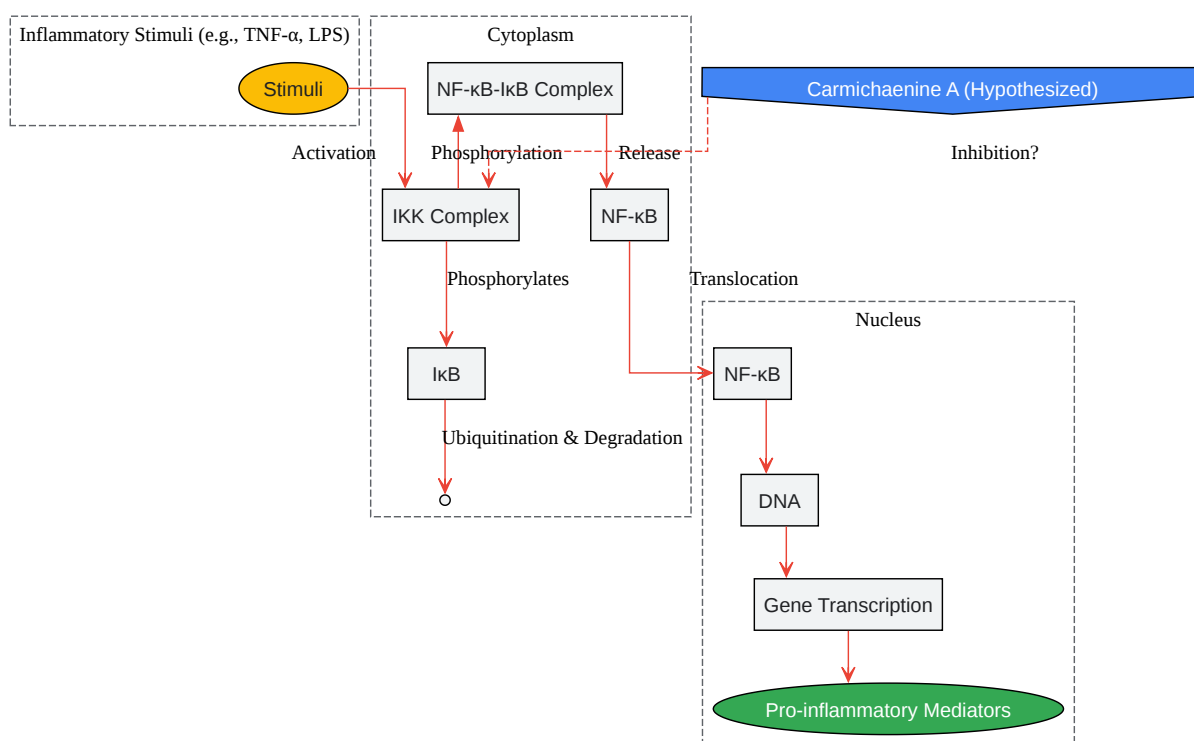 Inflammatory Stimuli (e.g., TNF-α, LPS)
Cytoplasm
Stimuli
NF-κB-IκB Complex
Carmichaenine A (Hypothesized)
Activation
Phosphorylation
Release
Inhibition?
IKK Complex
NF-κB
Phosphorylates
Translocation
Nucleus
IκB
NF-κB
Ubiquitination & Degradation
DNA
Gene Transcription
Pro-inflammatory Mediators